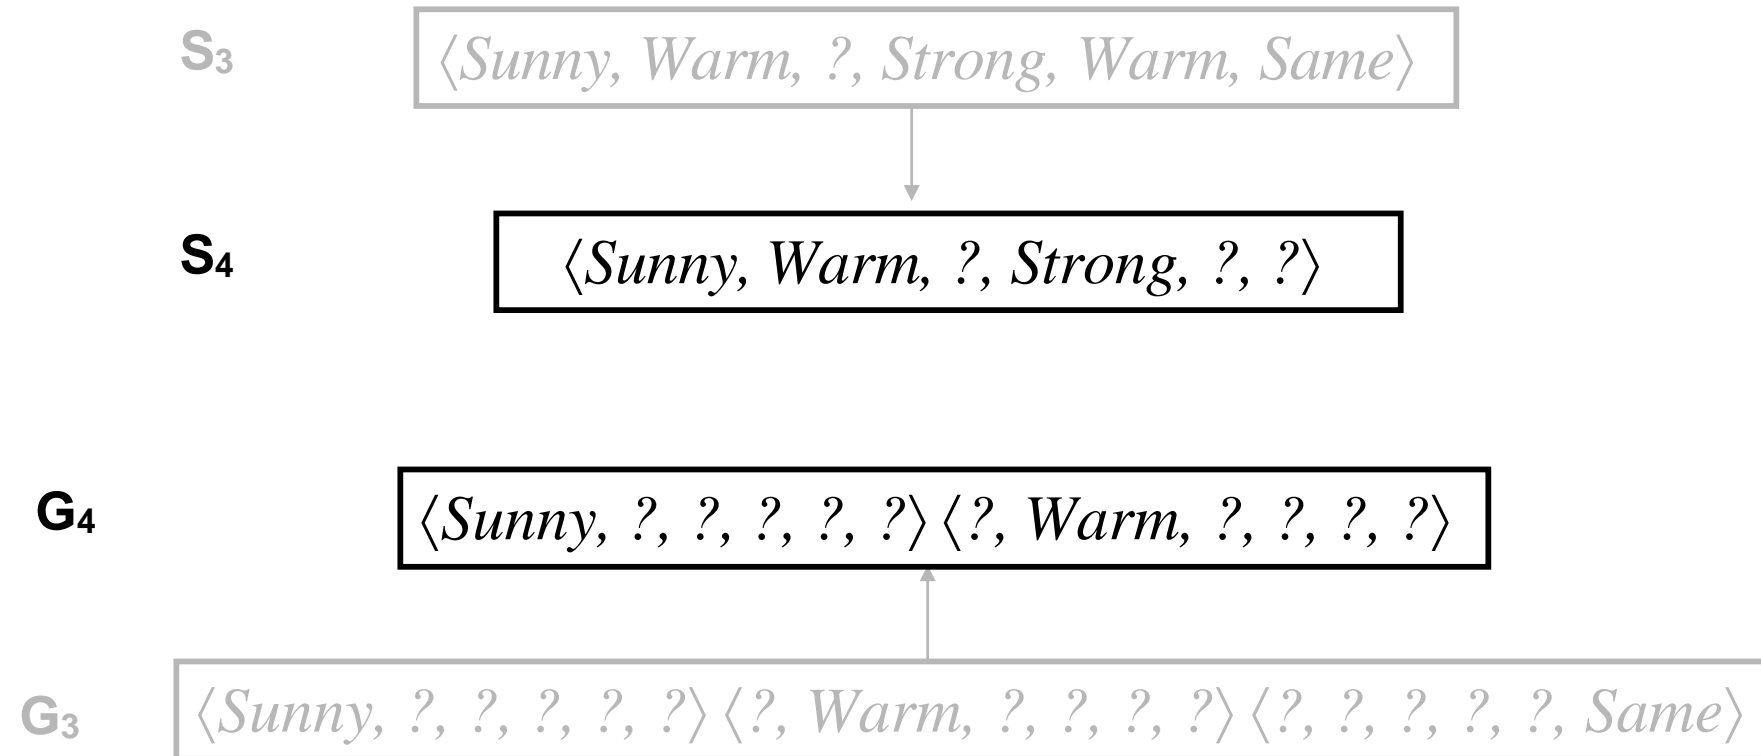 S₃ ⟨Sunny, Warm, ?, Strong, Warm, Same⟩
S₄ ⟨Sunny, Warm, ?, Strong, ?, ?⟩
G₄ ⟨Sunny, ?, ?, ?, ?, ?⟩ ⟨?, Warm, ?, ?, ?, ?⟩
G₃ ⟨Sunny, ?, ?, ?, ?, ?⟩ ⟨?, Warm, ?, ?, ?, ?⟩ ⟨?, ?, ?, ?, ?, Same⟩